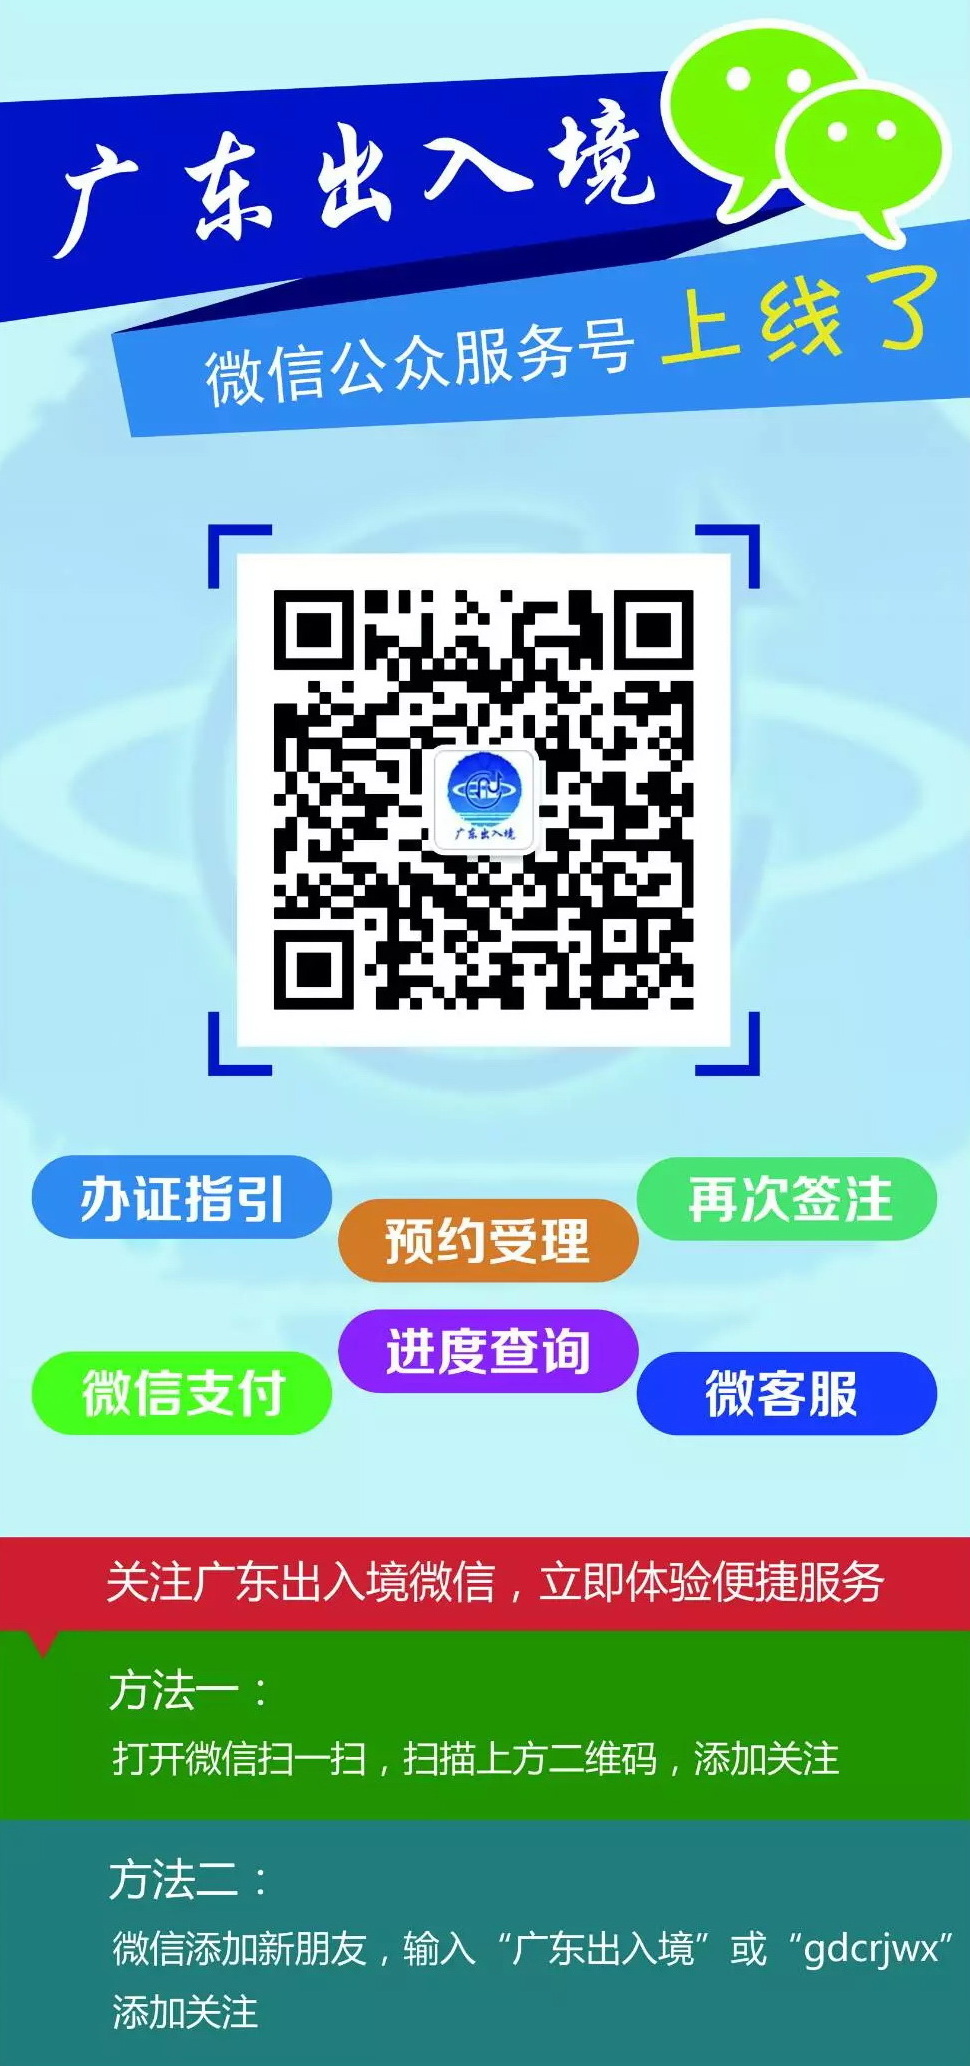 广东出入境
微信公众服务号上线了
广东出入境
办证指引
预约受理
再次签注
微信支付
进度查询
微客服
关注广东出入境微信，立即体验便捷服务
方法一：
打开微信扫一扫，扫描上方二维码，添加关注
方法二：
微信添加新朋友，输入“广东出入境”或“gdcrjwx”
添加关注